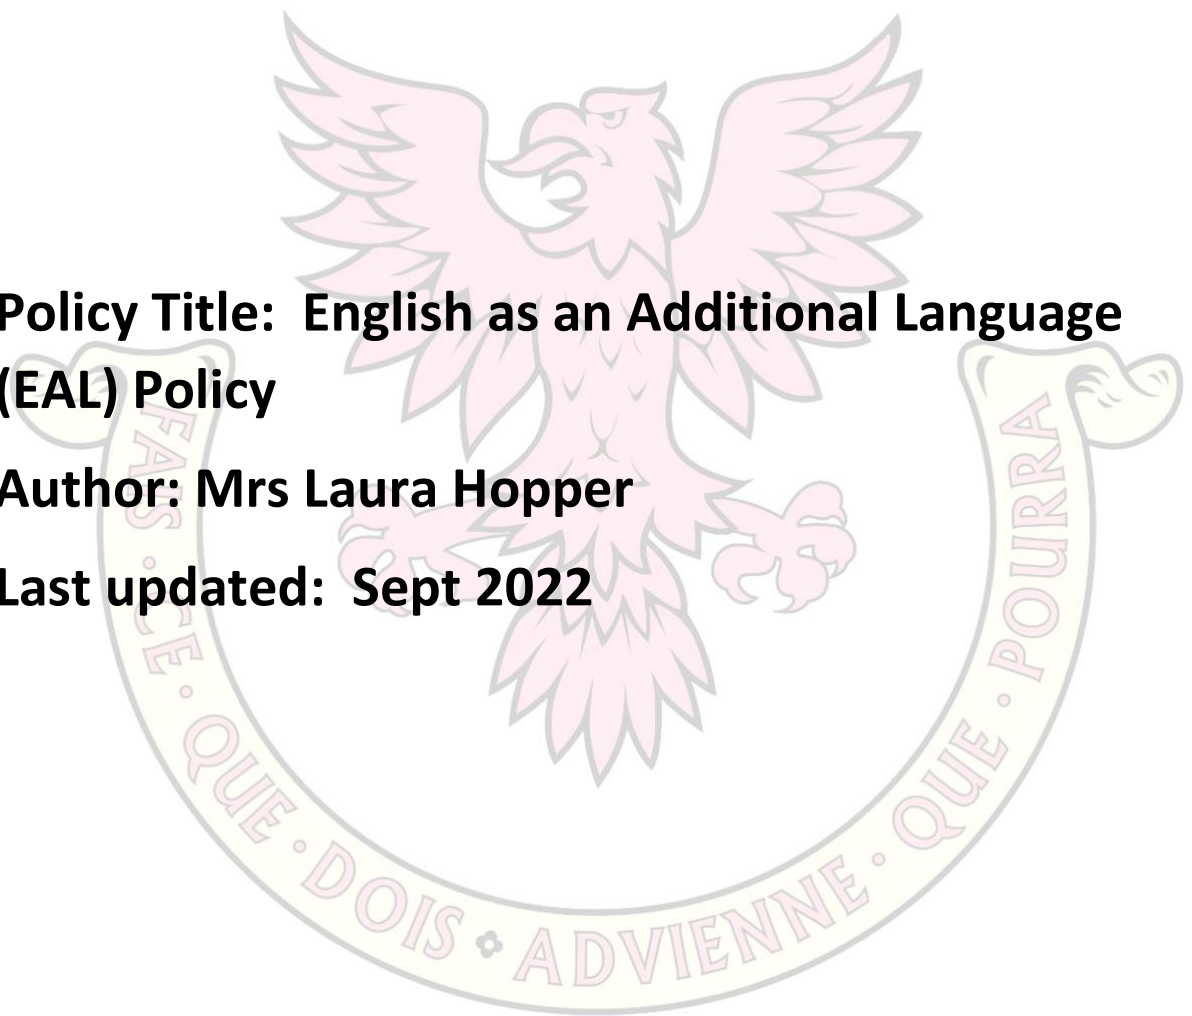 Policy Title:  English as an Additional Language
(EAL) Policy
Author: Mrs Laura Hopper
Last updated:  Sept 2022
FAIS · CE · QUE · DOIS · ADVIENNE · QUE · POURRA